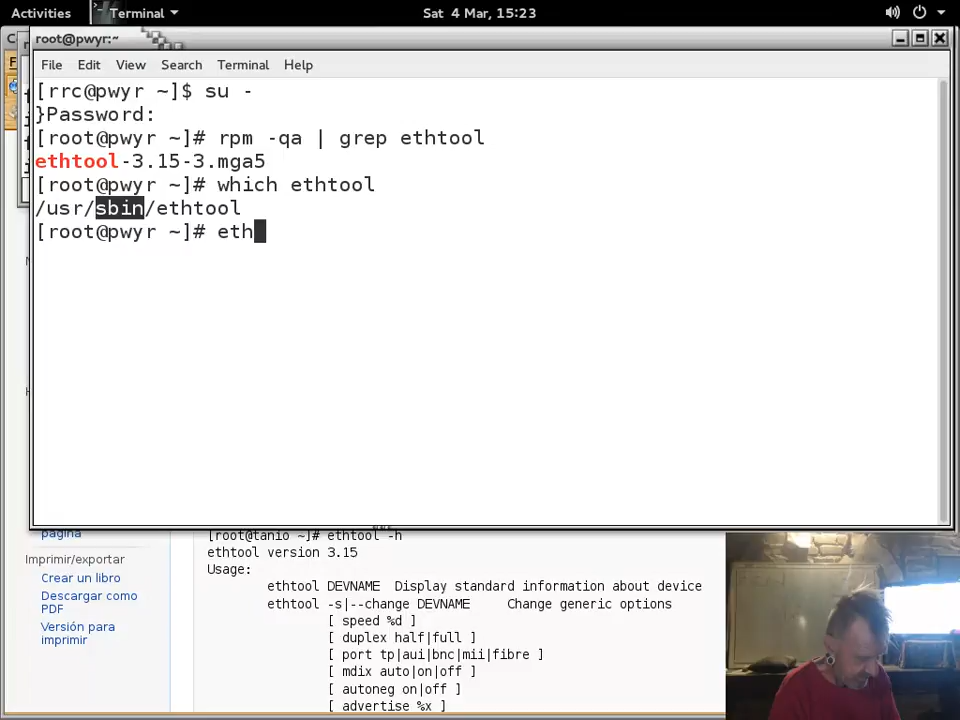 Activities
Terminal
Sat 4 Mar, 15:23
root@pwyr:~
File Edit View Search Terminal Help
[rrc@pwyr ~]$ su -
}Password:
[root@pwyr ~]# rpm -qa | grep ethtool
ethtool-3.15-3.mga5
[root@pwyr ~]# which ethtool
/usr/sbin/ethtool
[root@pwyr ~]# eth
página
Imprimir/exportar
Crear un libro
Descargar como
PDF
Versión para
imprimir
[root@tanio ~]# ethtool -h
ethtool version 3.15
Usage:
ethtool DEVNAME Display standard information about device
ethtool -s|--change DEVNAME Change generic options
[ speed %d ]
[ duplex half|full ]
[ port tp|aui|bnc|mii|fibre ]
[ mdix auto|on|off ]
[ autoneg on|off ]
[ advertise %x ]